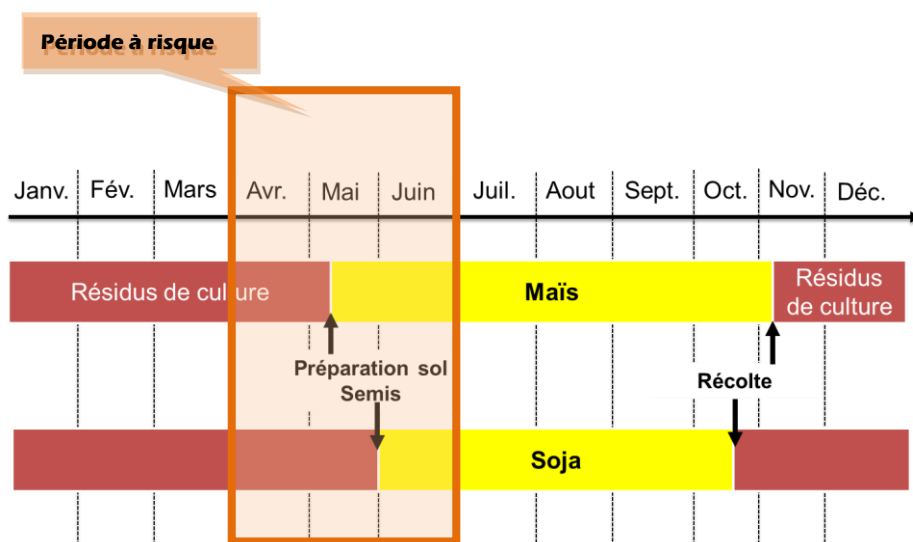 Période à risque
Janv. Fév. Mars Avr. Mai Juin Juil. Aout Sept. Oct. Nov. Déc.
Résidus de culture
Maïs
Résidus
de culture
Préparation sol
Semis
Récolte
Soja